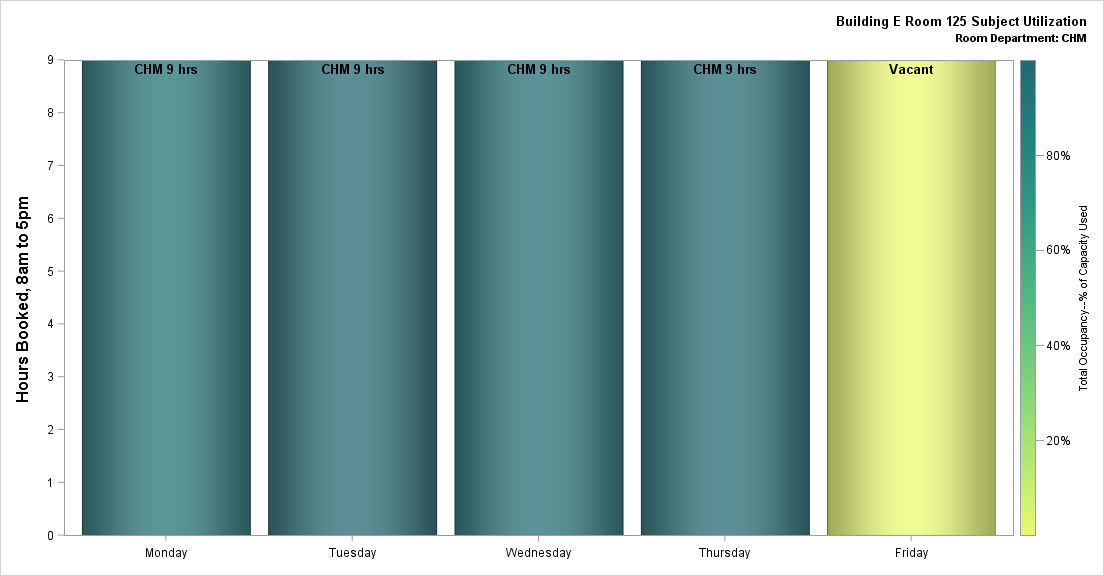 Building E Room 125 Subject Utilization
Room Department: CHM
Hours Booked, 8am to 5pm
9
8
7
6
5
4
3
2
1
0
CHM 9 hrs
CHM 9 hrs
CHM 9 hrs
CHM 9 hrs
Vacant
Monday
Tuesday
Wednesday
Thursday
Friday
80%
60%
40%
20%
Total Occupancy--% of Capacity Used